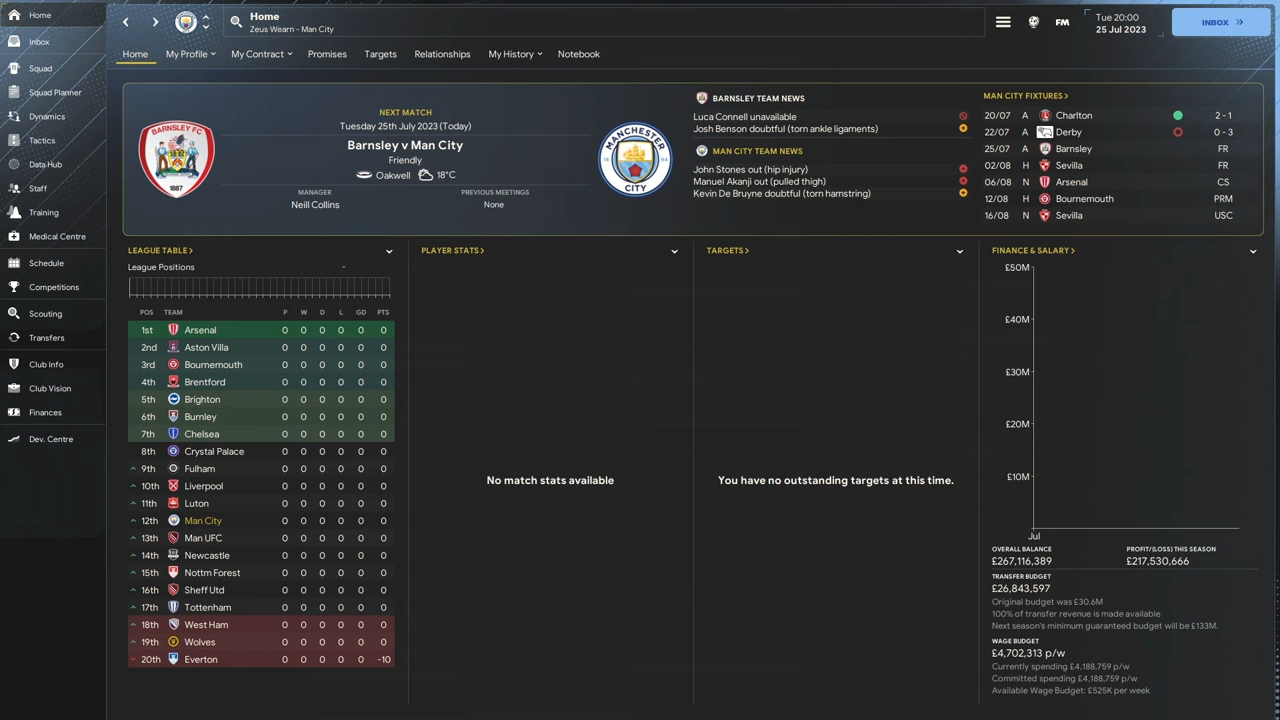 Home
Inbox
Squad
Squad Planner
Dynamics
Tactics
Data Hub
Staff
Training
Medical Centre
Schedule
Competitions
Scouting
Transfers
Club Info
Club Vision
Finances
Dev. Centre
Home
Zeus Wearn - Man City
FM
Tue 20:00
25 Jul 2023
INBOX
Home My Profile My Contract Promises Targets Relationships My History Notebook
BARNSLEY FC
1887
NEXT MATCH
Tuesday 25th July 2023 (Today)
Barnsley v Man City
Friendly
Oakwell 18°C
MANAGER PREVIOUS MEETINGS
Neill Collins None
MANCHESTER
18 94
CITY
BARNSLEY TEAM NEWS
Luca Connell unavailable
Josh Benson doubtful (torn ankle ligaments)
MAN CITY TEAM NEWS
John Stones out (hip injury)
Manuel Akanji out (pulled thigh)
Kevin De Bruyne doubtful (torn hamstring)
MAN CITY FIXTURES >
20/07 A Charlton 2 - 1
22/07 A Derby 0 - 3
25/07 A Barnsley FR
02/08 H Sevilla FR
06/08 N Arsenal CS
12/08 H Bournemouth PRM
16/08 N Sevilla USC
LEAGUE TABLE >
League Positions -
POS TEAM P W D L GD PTS
1st Arsenal 0 0 0 0 0 0
2nd Aston Villa 0 0 0 0 0 0
3rd Bournemouth 0 0 0 0 0 0
4th Brentford 0 0 0 0 0 0
5th Brighton 0 0 0 0 0 0
6th Burnley 0 0 0 0 0 0
7th Chelsea 0 0 0 0 0 0
8th Crystal Palace 0 0 0 0 0 0
9th Fulham 0 0 0 0 0 0
10th Liverpool 0 0 0 0 0 0
11th Luton 0 0 0 0 0 0
12th Man City 0 0 0 0 0 0
13th Man UFC 0 0 0 0 0 0
14th Newcastle 0 0 0 0 0 0
15th Nottm Forest 0 0 0 0 0 0
16th Sheff Utd 0 0 0 0 0 0
17th Tottenham 0 0 0 0 0 0
18th West Ham 0 0 0 0 0 0
19th Wolves 0 0 0 0 0 0
20th Everton 0 0 0 0 0 -10
PLAYER STATS >
No match stats available
TARGETS >
You have no outstanding targets at this time.
FINANCE & SALARY >
£50M
£40M
£30M
£20M
£10M
Jul
OVERALL BALANCE PROFIT/(LOSS) THIS SEASON
£267,116,389 £217,530,666
TRANSFER BUDGET
£26,843,597
Original budget was £30.6M
100% of transfer revenue is made available
Next season's minimum guaranteed budget will be £133M.
WAGE BUDGET
£4,702,313 p/w
Currently spending £4,188,759 p/w
Committed spending £4,188,759 p/w
Available Wage Budget: £525K per week